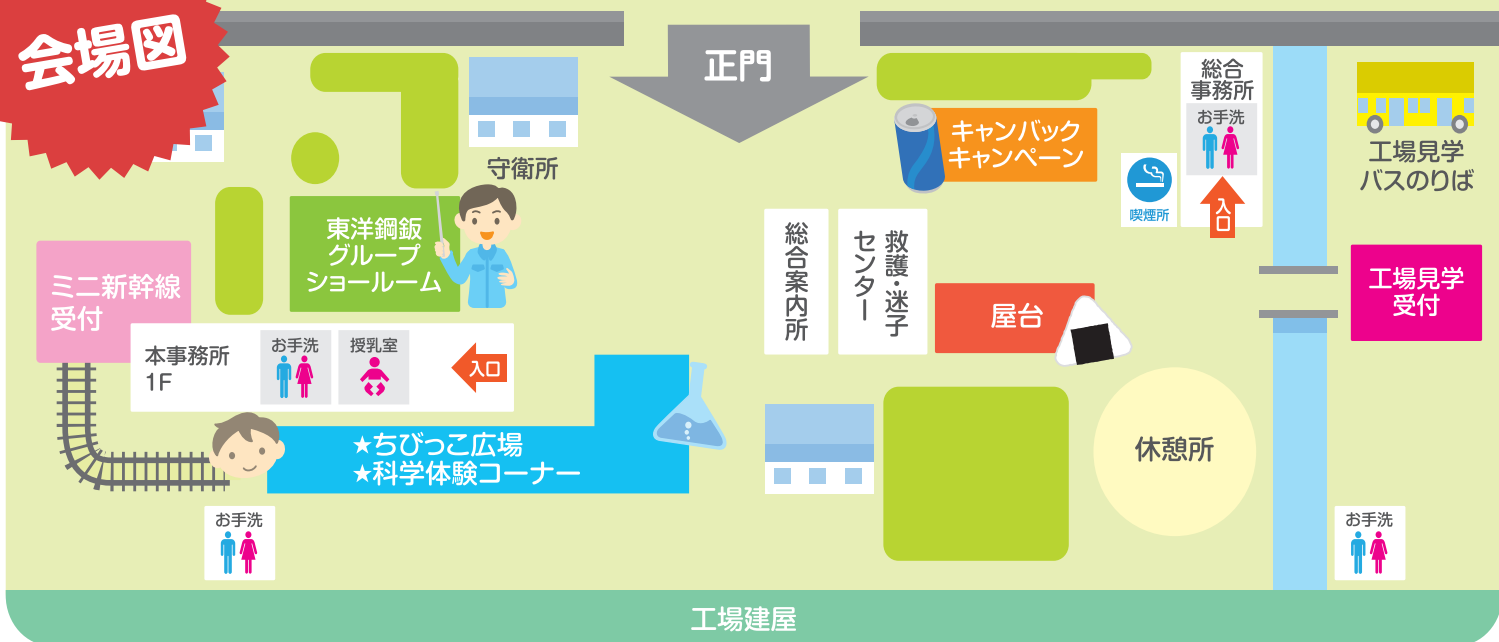 会場図
正門
守衛所
総合
事務所
お手洗
入口
喫煙所
キャンバック
キャンペーン
工場見学
バスのりば
東洋鋼鈑
グループ
ショールーム
総合案内所
救護・迷子
センター
屋台
工場見学
受付
ミニ新幹線
受付
本事務所
1F
お手洗
授乳室
入口
★ちびっこ広場
★科学体験コーナー
休憩所
お手洗
お手洗
工場建屋